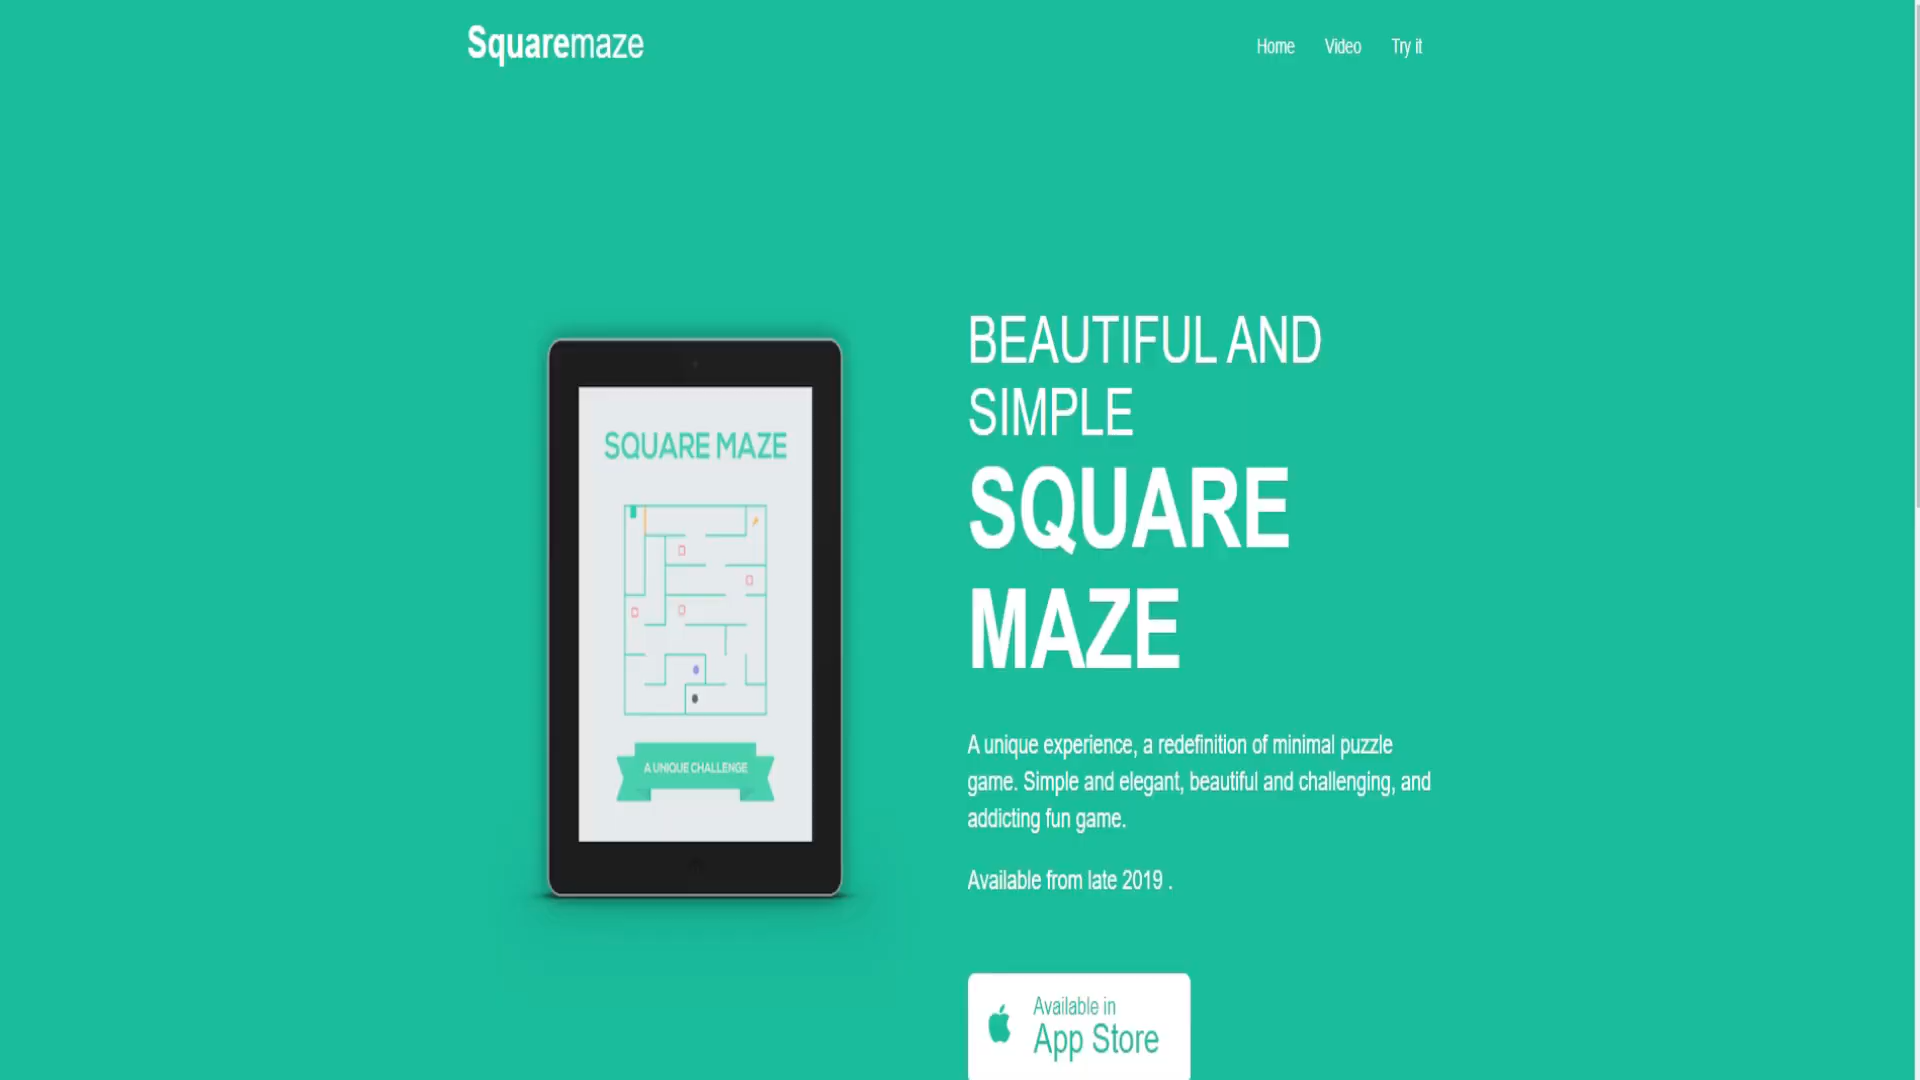 Squaremaze
Home Video Try it
BEAUTIFUL AND
SIMPLE
SQUARE
MAZE
SQUARE MAZE
A UNIQUE CHALLENGE
A unique experience, a redefinition of minimal puzzle
game. Simple and elegant, beautiful and challenging, and
addicting fun game.
Available from late 2019 .
Available in
App Store